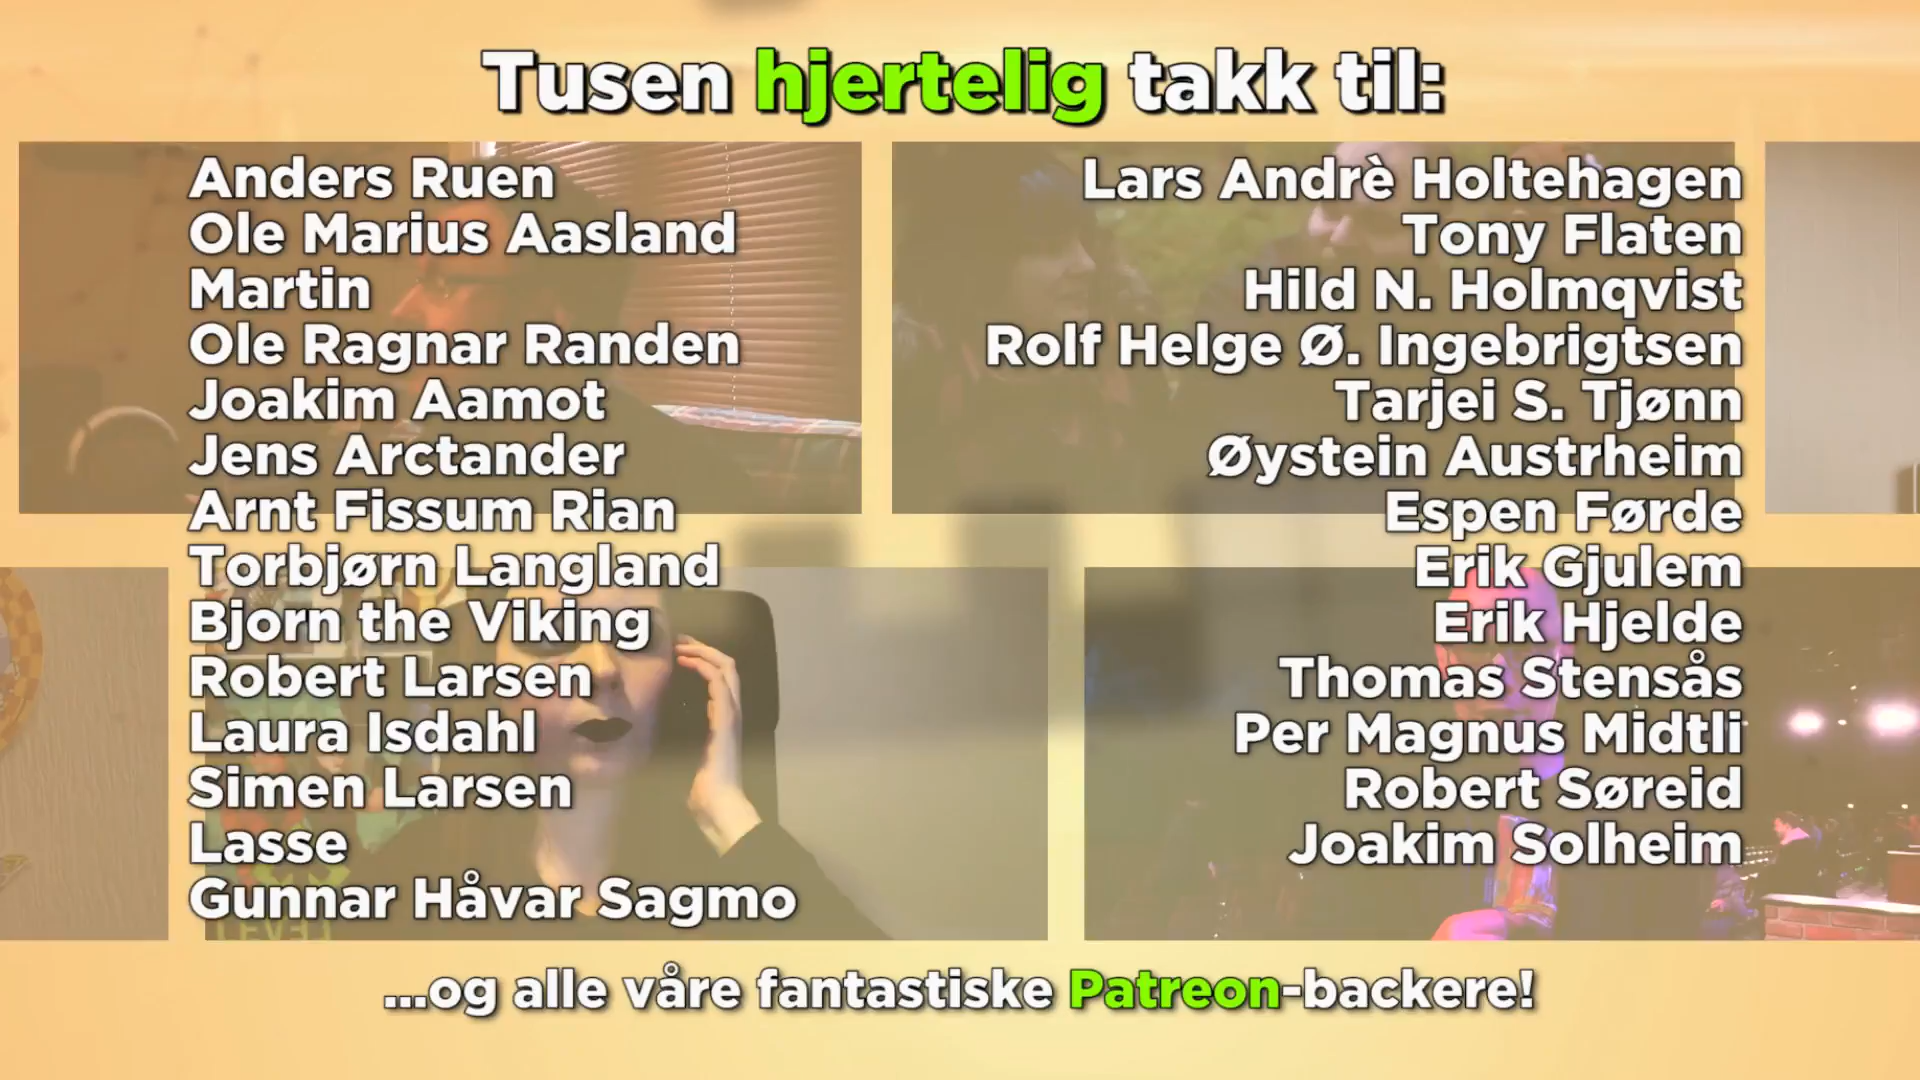 Tusen hjertelig takk til:
Anders Ruen
Ole Marius Aasland
Martin
Ole Ragnar Randen
Joakim Aamot
Jens Arctander
Arnt Fissum Rian
Torbjørn Langland
Bjorn the Viking
Robert Larsen
Laura Isdahl
Simen Larsen
Lasse
Gunnar Håvar Sagmo
Lars Andrè Holtehagen
Tony Flaten
Hild N. Holmqvist
Rolf Helge Ø. Ingebrigtsen
Tarjei S. Tjønn
Øystein Austrheim
Espen Førde
Erik Gjulem
Erik Hjelde
Thomas Stensås
Per Magnus Midtli
Robert Søreid
Joakim Solheim
LEVEL
...og alle våre fantastiske Patreon-backere!